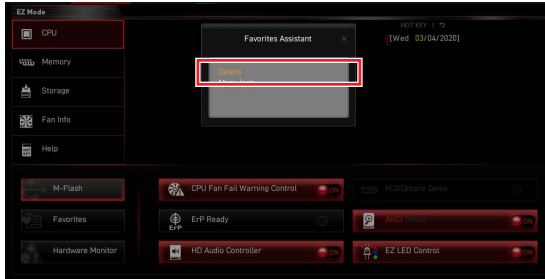 EZ Mode
HOT KEY |
CPU
Favorites Assistant
[Wed 03/04/2020]
Memory
Delete
Storage
Fan Info
Help
M-Flash
CPU Fan Fail Warning Control
ON
M.2/Optane Genie
Favorites
ErP
ErP Ready
AHCI / RAID
ON
Hardware Monitor
HD Audio Controller
ON
EZ LED Control
ON